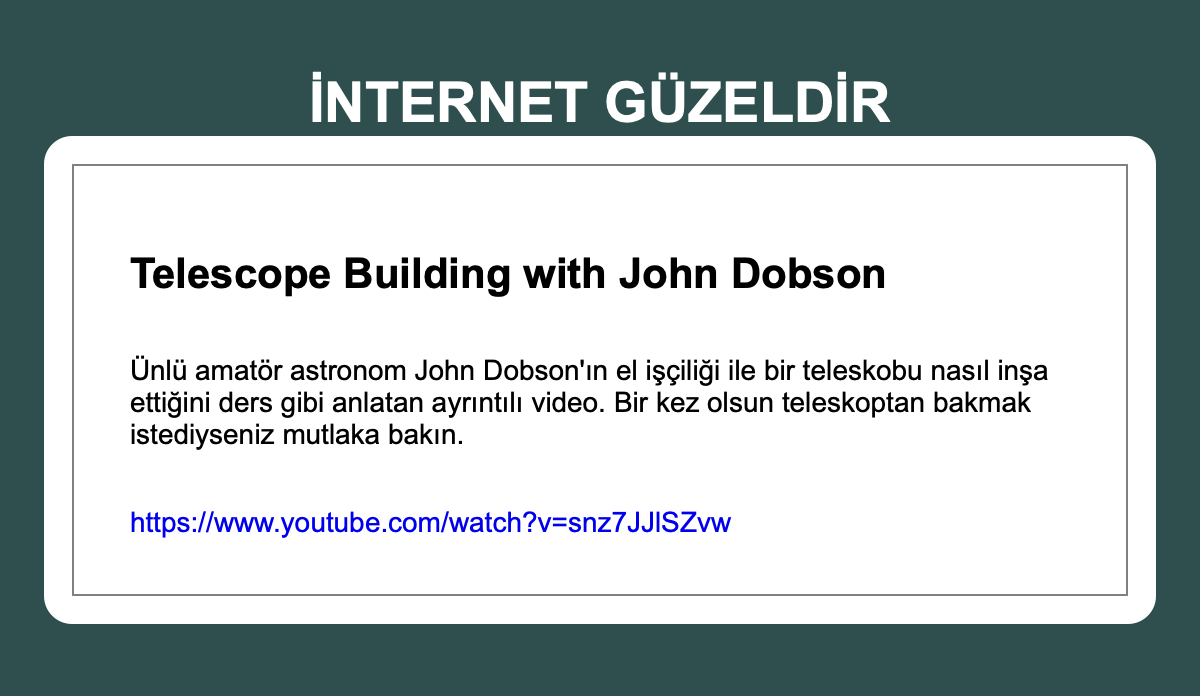 İNTERNET GÜZELDİR
Telescope Building with John Dobson
Ünlü amatör astronom John Dobson'ın el işçiliği ile bir teleskobu nasıl inşa
ettiğini ders gibi anlatan ayrıntılı video. Bir kez olsun teleskoptan bakmak
istediyseniz mutlaka bakın.
https://www.youtube.com/watch?v=snz7JJlSZvw